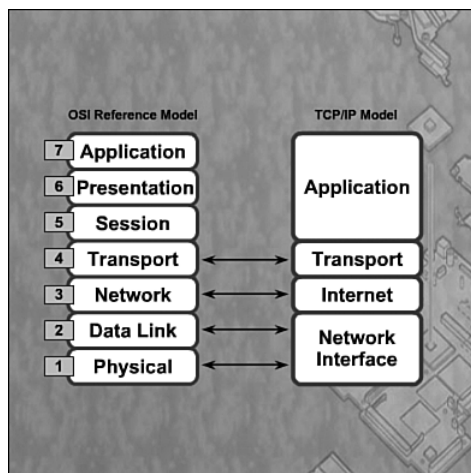 OSI Reference Model
7 Application
6 Presentation
5 Session
4 Transport
3 Network
2 Data Link
1 Physical
TCP/IP Model
Application
Transport
Internet
Network
Interface